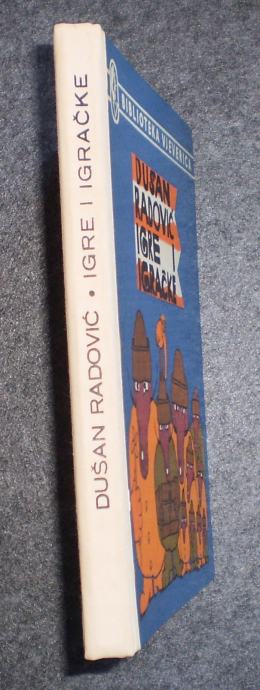 DUŠAN RADOVIĆ • IGRE I IGRAČKE
BIBLIOTEKA VJEVERICA
DUŠAN
RADOVIĆ
IGRE I
IGRAČKE